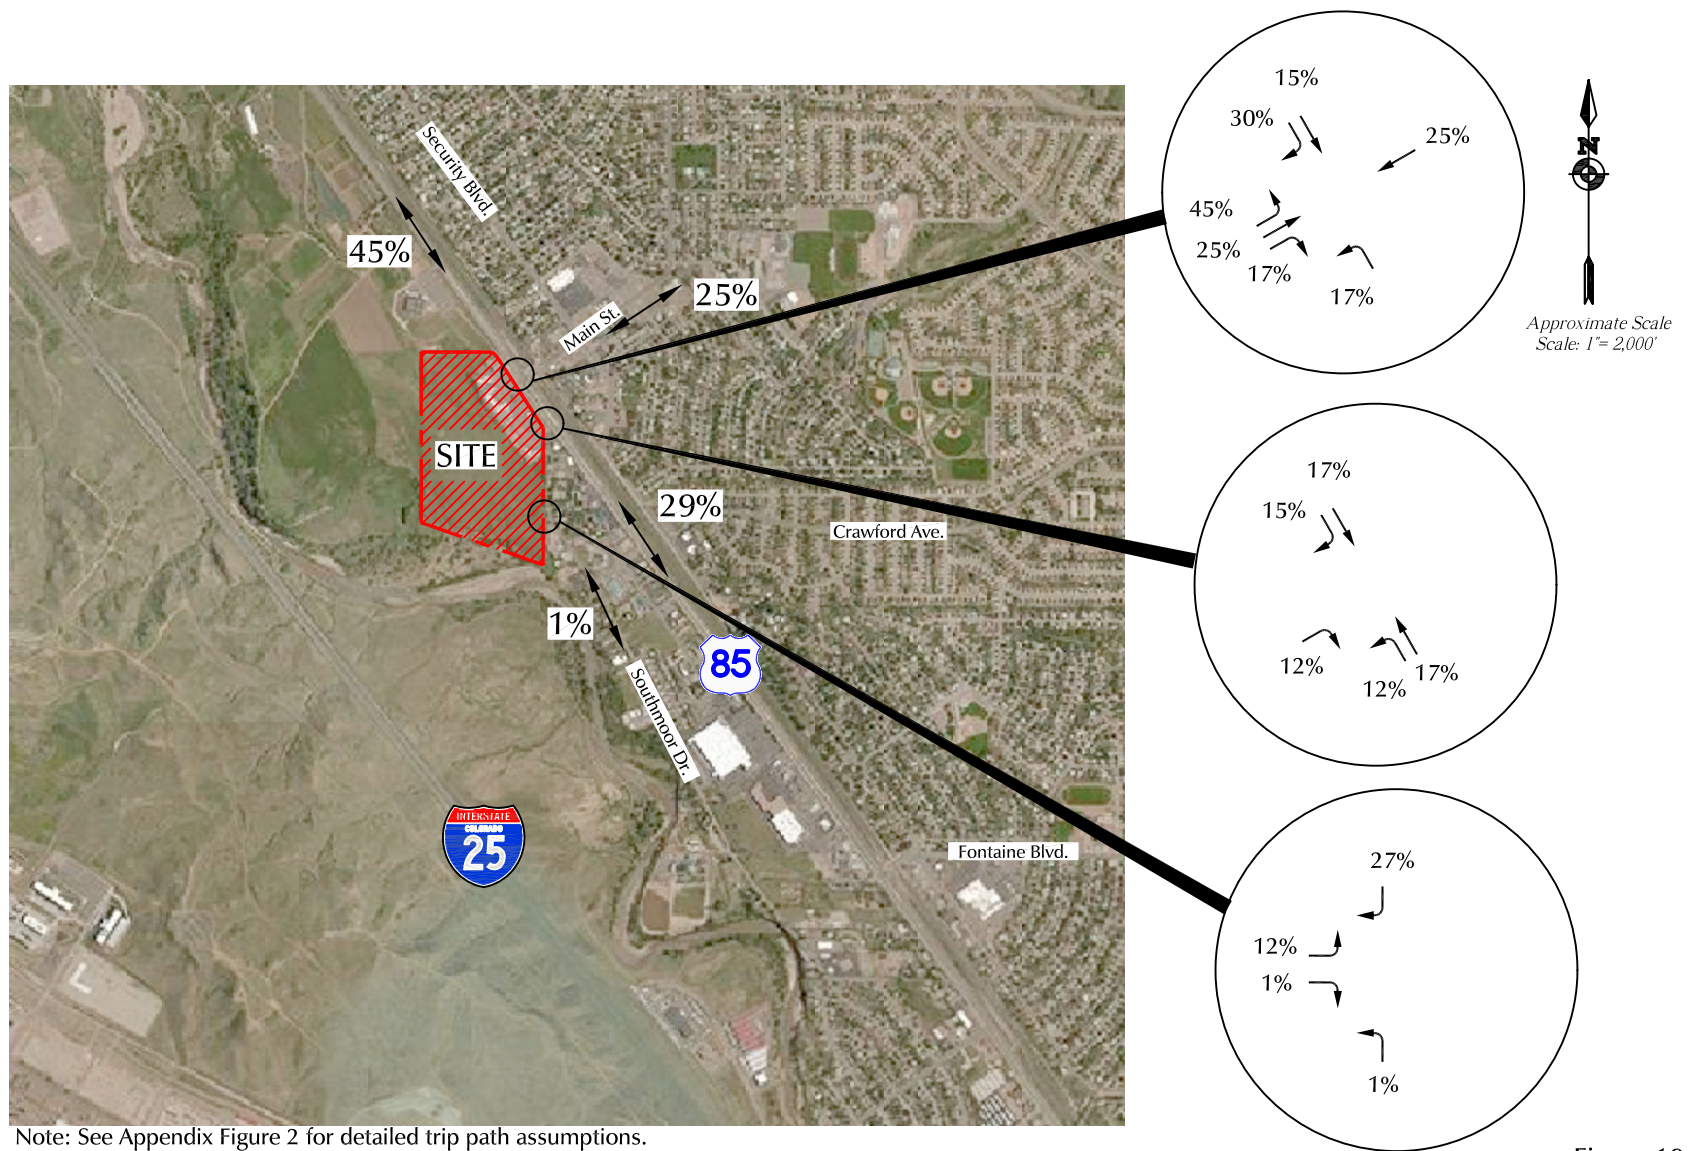 15%
30%
25%
45%
25%
17%
17%
N
Approximate Scale
Scale: 1"= 2,000'
Security Blvd.
45%
25%
Main St.
SITE
29%
Crawford Ave.
17%
15%
12%
12%
17%
1%
85
Southmoor Dr.
INTERSTATE
COLORADO
25
Fontaine Blvd.
27%
12%
1%
1%
Note: See Appendix Figure 2 for detailed trip path assumptions.